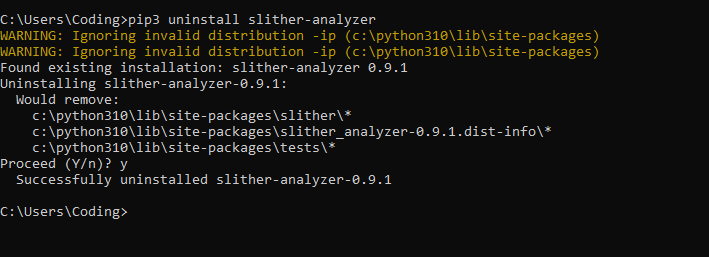 C:\Users\Coding>pip3 uninstall slither-analyzer
WARNING: Ignoring invalid distribution -ip (c:\python310\lib\site-packages)
WARNING: Ignoring invalid distribution -ip (c:\python310\lib\site-packages)
Found existing installation: slither-analyzer 0.9.1
Uninstalling slither-analyzer-0.9.1:
  Would remove:
    c:\python310\lib\site-packages\slither\*
    c:\python310\lib\site-packages\slither_analyzer-0.9.1.dist-info\*
    c:\python310\lib\site-packages\tests\*
Proceed (Y/n)? y
  Successfully uninstalled slither-analyzer-0.9.1
C:\Users\Coding>